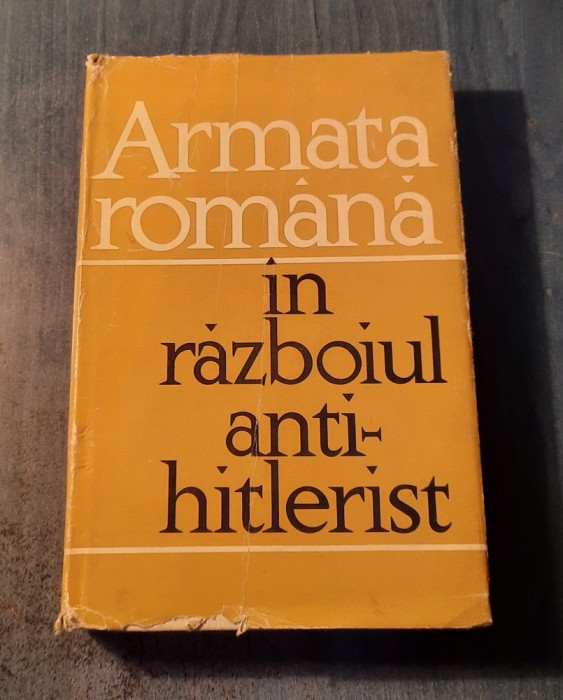 Armata
română
în
războiul
anti-
hitlerist